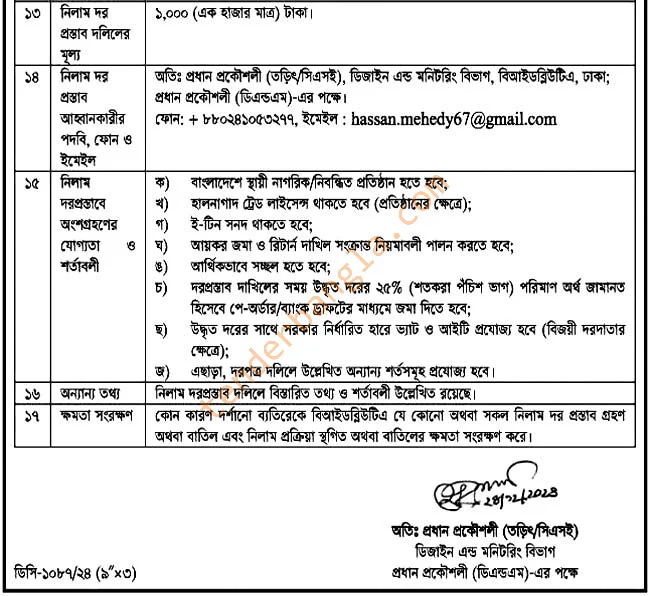 ১৩ নিলাম দর ১,০০০ (এক হাজার মাত্র) টাকা।
প্রস্তাব দলিলের
মূল্য
১৪ নিলাম দর অতিঃ প্রধান প্রকৌশলী (তড়িৎ/সিএসই), ডিজাইন এন্ড মনিটরিং বিভাগ, বিআইডব্লিউটিএ, ঢাকা;
প্রস্তাব প্রধান প্রকৌশলী (ডিএন্ডএম)-এর পক্ষে।
আহ্বানকারীর ফোন: + ৮৮০২৪১০৫৩২৭৭, ইমেইল : hassan.mehedy67@gmail.com
পদবি, ফোন ও
ইমেইল
১৫ নিলাম ক) বাংলাদেশে স্থায়ী নাগরিক/নিবন্ধিত প্রতিষ্ঠান হতে হবে;
দরপ্রস্তাবে খ) হালনাগাদ ট্রেড লাইসেন্স থাকতে হবে (প্রতিষ্ঠানের ক্ষেত্রে);
অংশগ্রহণের গ) ই-টিন সনদ থাকতে হবে;
যোগ্যতা ও ঘ) আয়কর জমা ও রিটার্ন দাখিল সংক্রান্ত নিয়মাবলী পালন করতে হবে;
শর্তাবলী ঙ) আর্থিকভাবে সচ্ছল হতে হবে;
চ) দরপ্রস্তাব দাখিলের সময় উদ্ধৃত দরের ২৫% (শতকরা পঁচিশ ভাগ) পরিমাণ অর্থ জামানত
হিসেবে পে-অর্ডার/ব্যাংক ড্রাফটের মাধ্যমে জমা দিতে হবে;
ছ) উদ্ধৃত দরের সাথে সরকার নির্ধারিত হারে ভ্যাট ও আইটি প্রযোজ্য হবে (বিজয়ী দরদাতার
ক্ষেত্রে);
জ) এছাড়া, দরপত্র দলিলে উল্লেখিত অন্যান্য শর্তসমূহ প্রযোজ্য হবে।
১৬ অন্যান্য তথ্য নিলাম দরপ্রস্তাব দলিলে বিস্তারিত তথ্য ও শর্তাবলী উল্লেখিত রয়েছে।
১৭ ক্ষমতা সংরক্ষণ কোন কারণ দর্শানো ব্যতিরেকে বিআইডব্লিউটিএ যে কোনো অথবা সকল নিলাম দর প্রস্তাব গ্রহণ
অথবা বাতিল এবং নিলাম প্রক্রিয়া স্থগিত অথবা বাতিলের ক্ষমতা সংরক্ষণ করে।
tenderbangla.com
অতিঃ প্রধান প্রকৌশলী (তড়িৎ/সিএসই)
ডিজাইন এন্ড মনিটরিং বিভাগ
ডিসি-১০৮৭/২৪ (৯"×৩) প্রধান প্রকৌশলী (ডিএন্ডএম)-এর পক্ষে